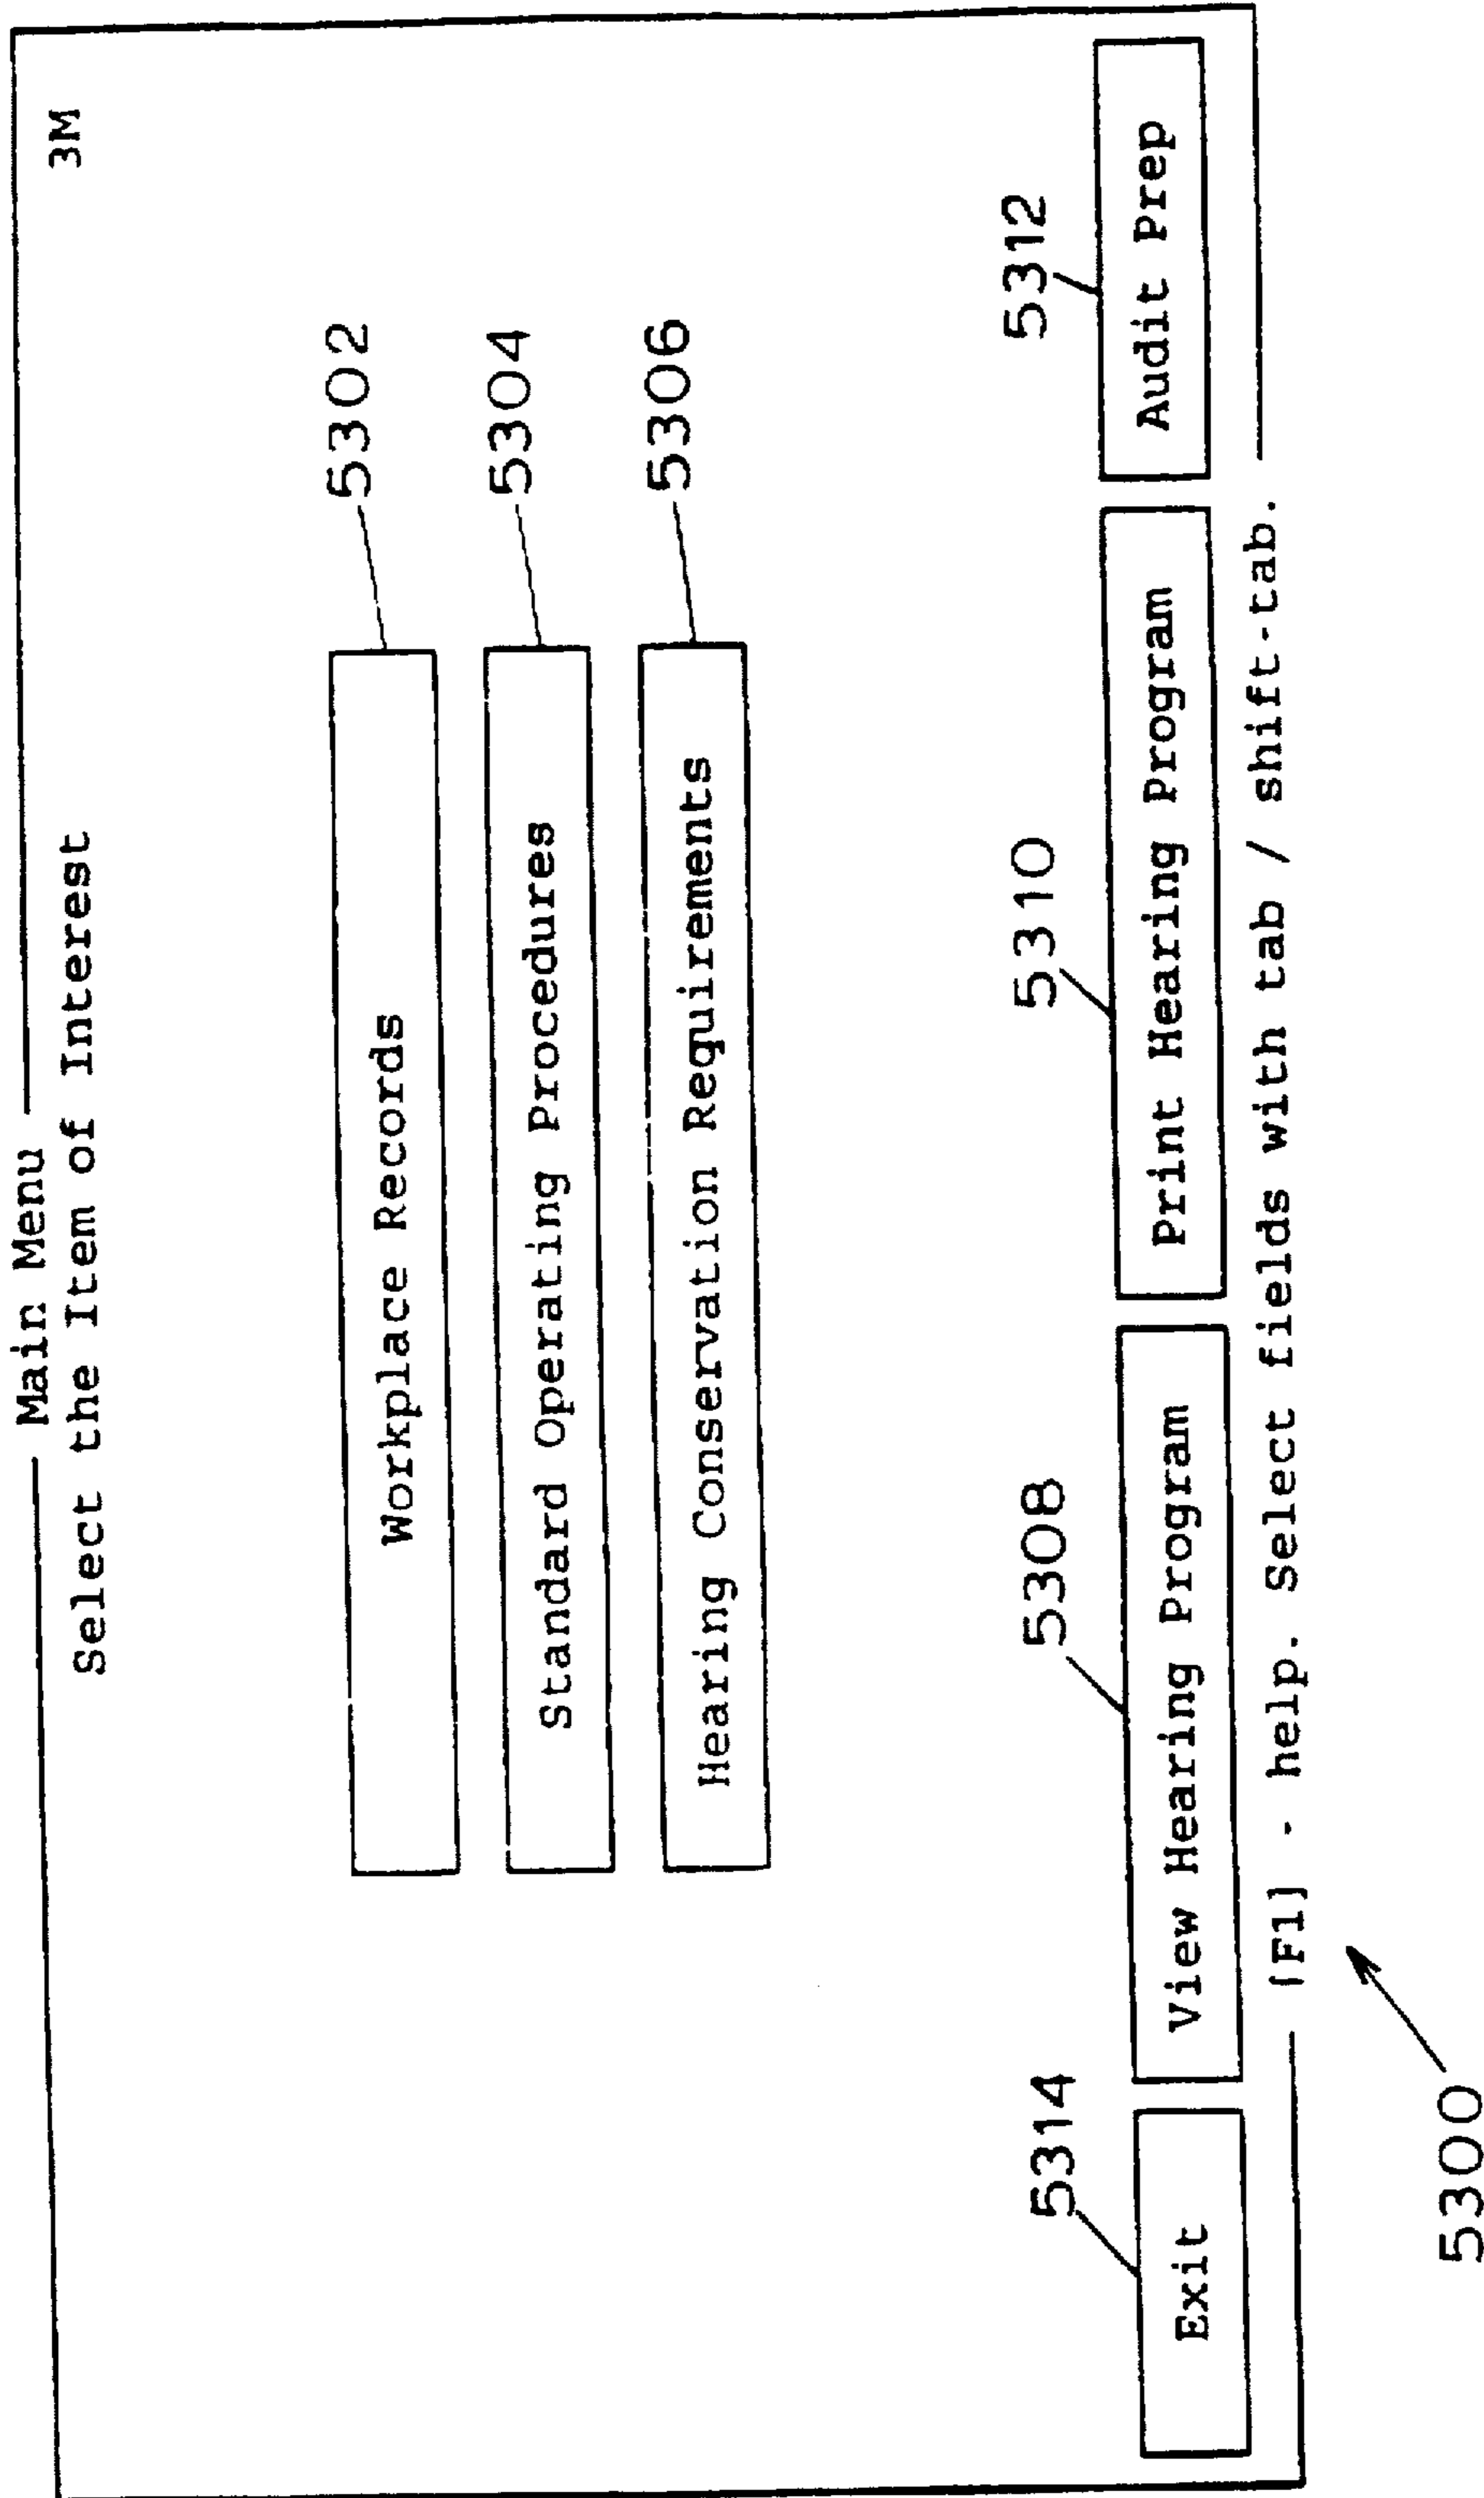 Main Menu
Select the Item of Interest
3M
Workplace Records
5302
Standard Operating Procedures
5304
Hearing Conservation Requirements
5306
5314
5308
5310
5312
Exit
View Hearing Program
Print Hearing Program
Audit Prep
[F1] - help. Select fields with tab / shift-tab.
5300